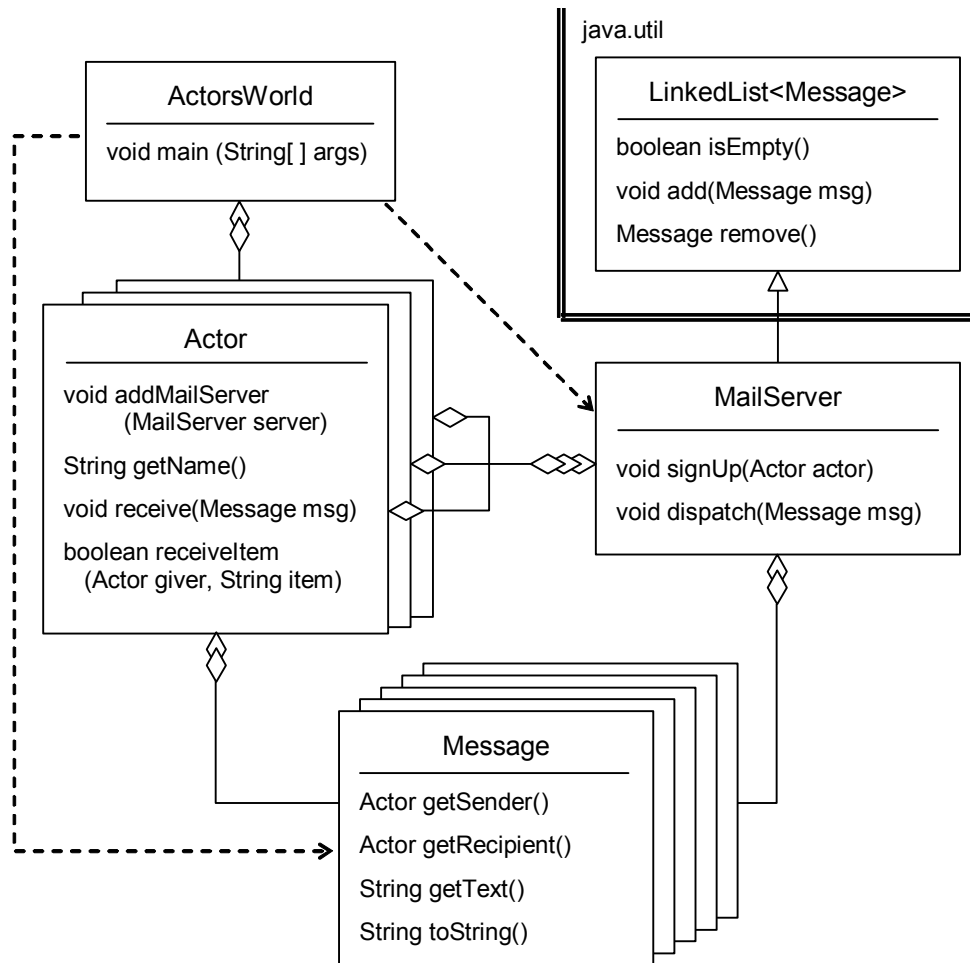 java.util
ActorsWorld
void main (String[ ] args)
LinkedList<Message>
boolean isEmpty()
void add(Message msg)
Message remove()
Actor
void addMailServer
(MailServer server)
String getName()
void receive(Message msg)
boolean receiveItem
(Actor giver, String item)
MailServer
void signUp(Actor actor)
void dispatch(Message msg)
Message
Actor getSender()
Actor getRecipient()
String getText()
String toString()